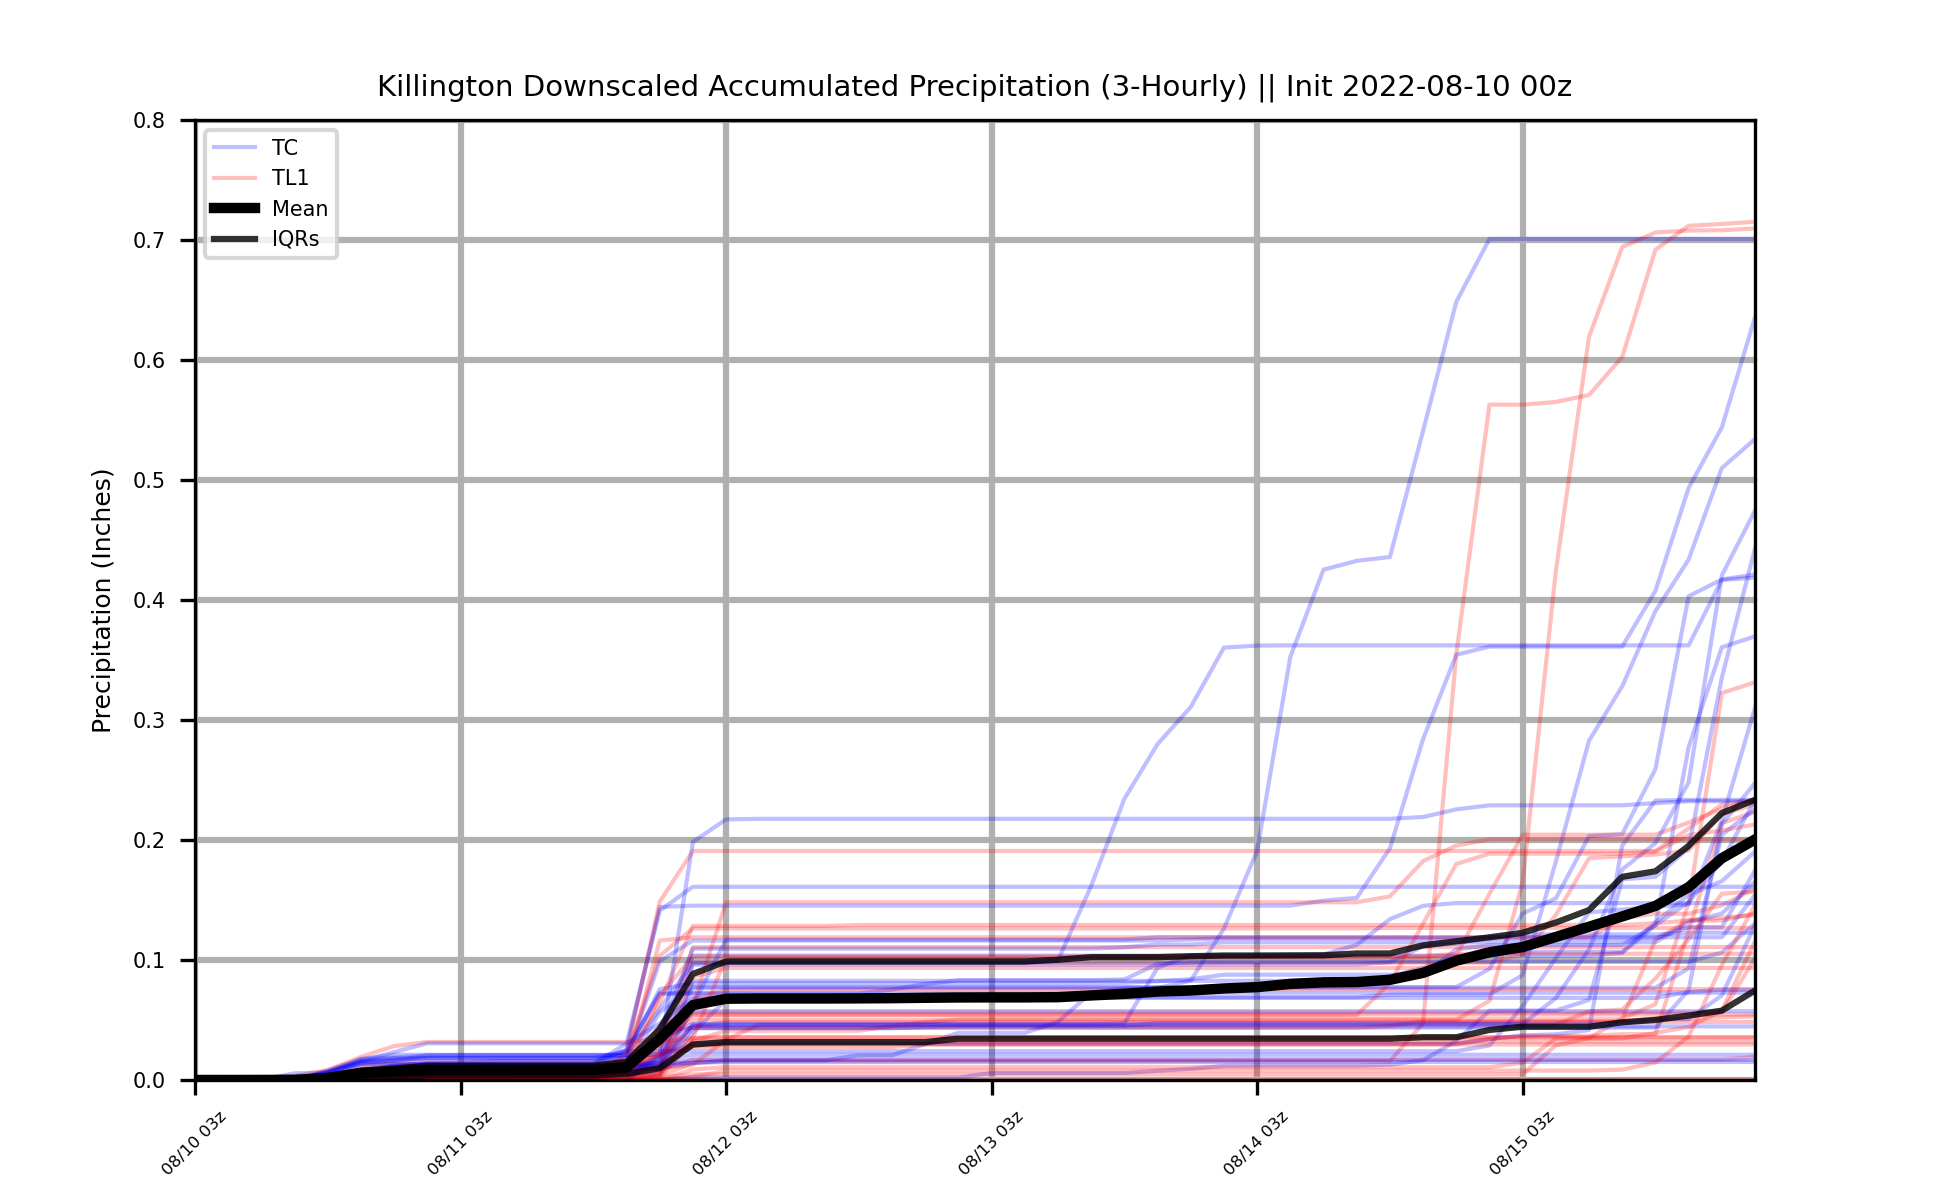 Killington Downscaled Accumulated Precipitation (3-Hourly) || Init 2022-08-10 00z
Precipitation (Inches)
0.8
0.7
0.6
0.5
0.4
0.3
0.2
0.1
0.0
TC
TL1
Mean
IQRs
08/10 03z
08/11 03z
08/12 03z
08/13 03z
08/14 03z
08/15 03z